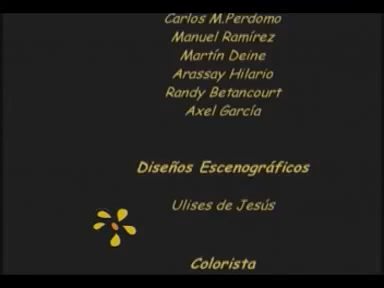 Carlos M.Perdomo
Manuel Ramírez
Martín Deine
Arassay Hilario
Randy Betancourt
Axel García
Diseños Escenográficos
Ulises de Jesús
Colorista